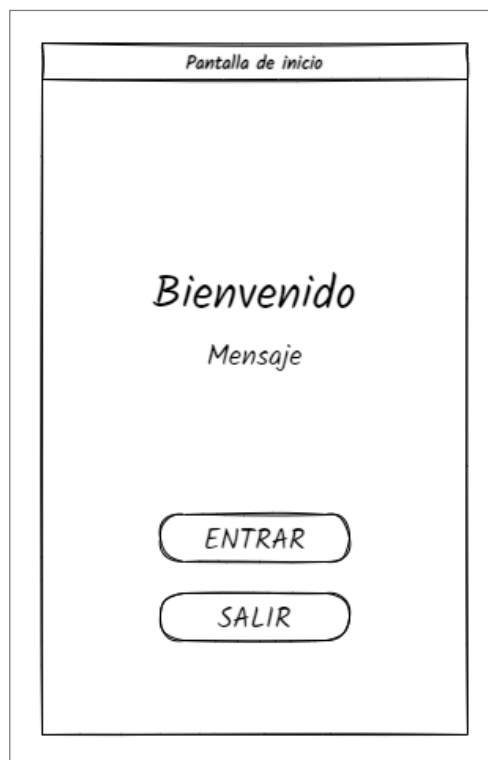 Pantalla de inicio
Bienvenido
Mensaje
ENTRAR
SALIR